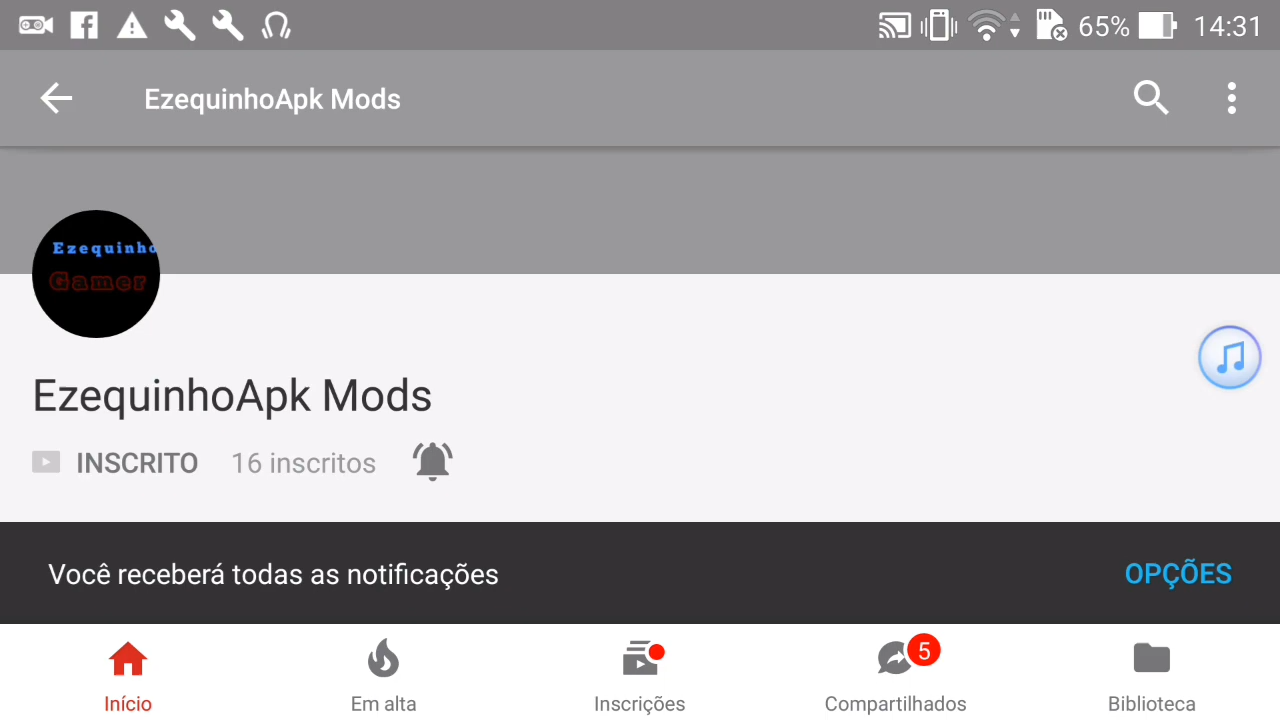 65% 14:31
EzequinhoApk Mods
Ezequinho
Gamer
EzequinhoApk Mods
INSCRITO 16 inscritos
Você receberá todas as notificações OPÇÕES
5
Início Em alta Inscrições Compartilhados Biblioteca